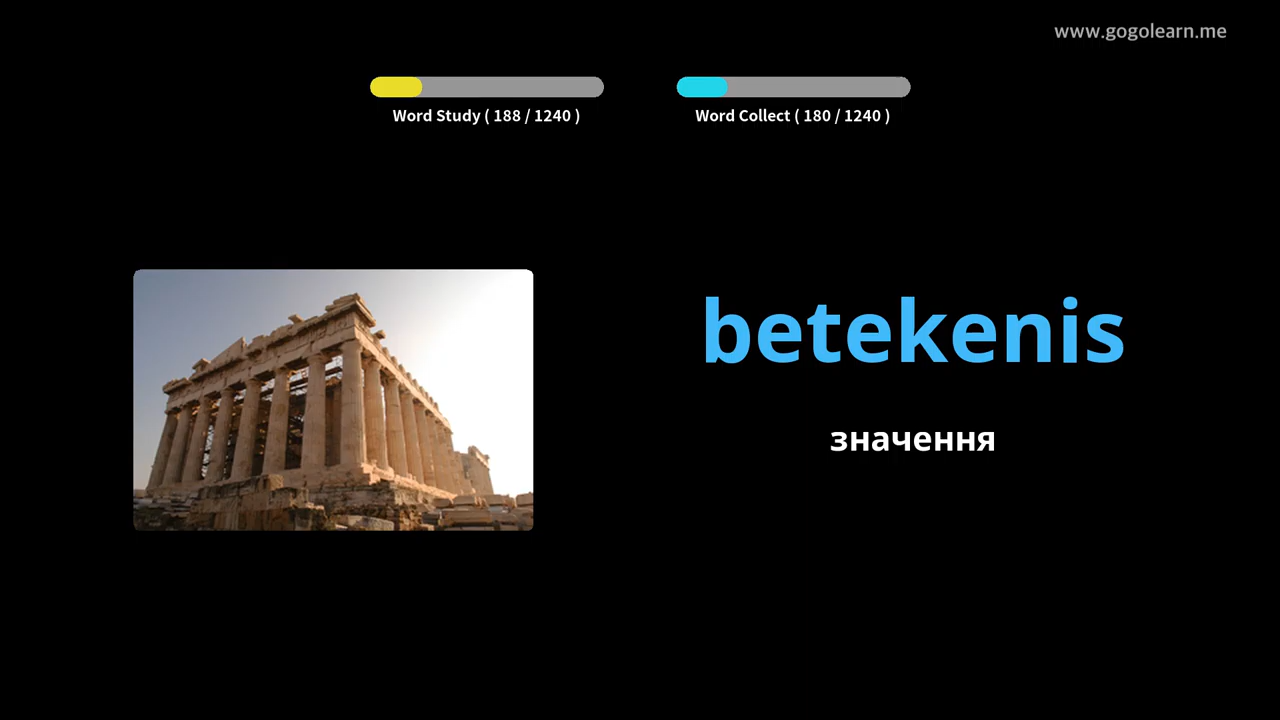 www.gogolearn.me
Word Study ( 188 / 1240 )
Word Collect ( 180 / 1240 )
betekenis
значення